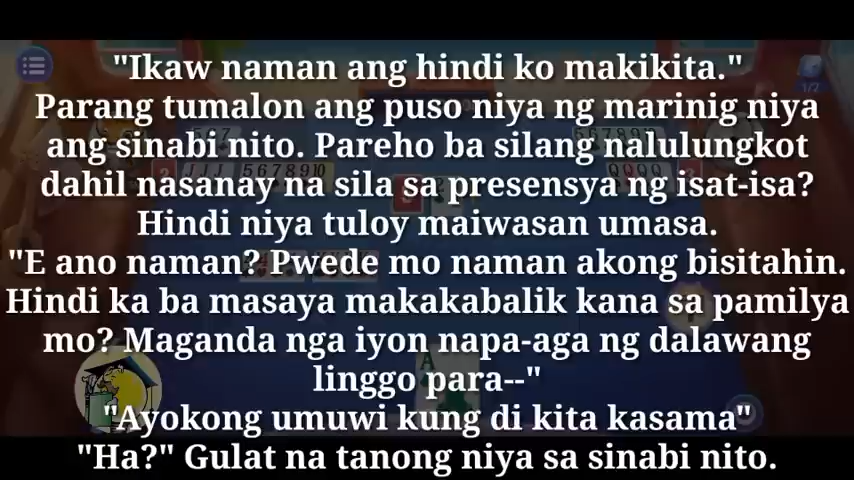 "Ikaw naman ang hindi ko makikita."
Parang tumalon ang puso niya ng marinig niya
ang sinabi nito. Pareho ba silang nalulungkot
dahil nasanay na sila sa presensya ng isat-isa?
Hindi niya tuloy maiwasan umasa.
"E ano naman? Pwede mo naman akong bisitahin.
Hindi ka ba masaya makakabalik kana sa pamilya
mo? Maganda nga iyon napa-aga ng dalawang
linggo para--"
"Ayokong umuwi kung di kita kasama"
"Ha?" Gulat na tanong niya sa sinabi nito.